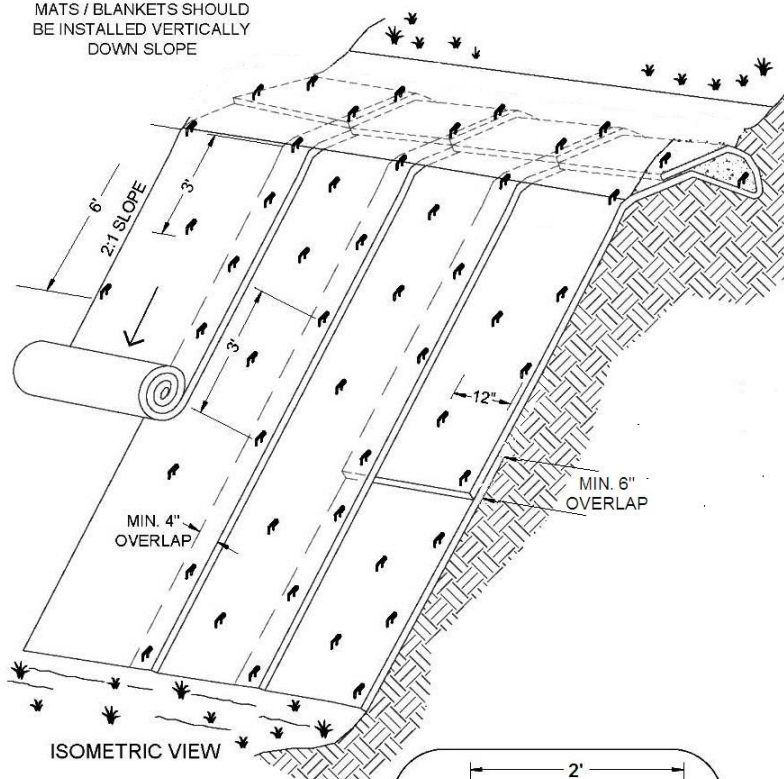 MATS / BLANKETS SHOULD
BE INSTALLED VERTICALLY
DOWN SLOPE
6'
2:1 SLOPE
3'
3'
12"
MIN. 6"
OVERLAP
MIN. 4"
OVERLAP
ISOMETRIC VIEW
2'